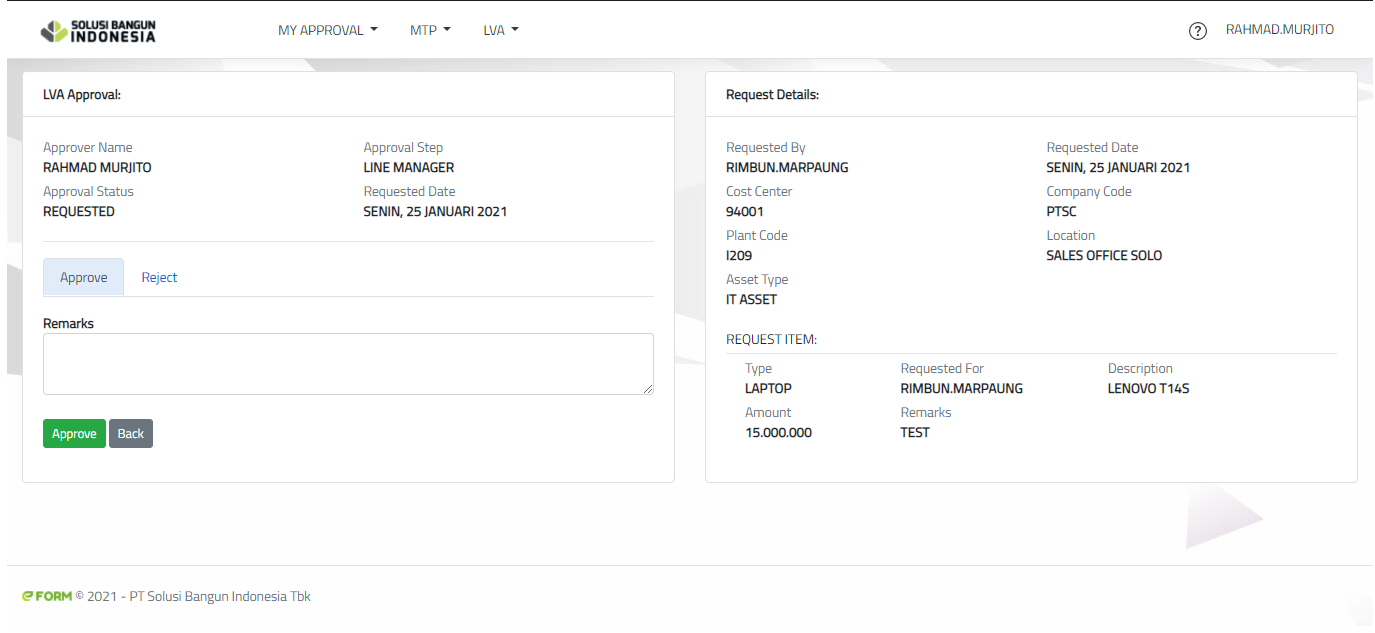 SOLUSI BANGUN
INDONESIA
MY APPROVAL
MTP
LVA
?
RAHMAD.MURJITO
LVA Approval:
Approver Name
Approval Step
RAHMAD MURJITO
LINE MANAGER
Approval Status
Requested Date
REQUESTED
SENIN, 25 JANUARI 2021
Approve
Reject
Remarks
Approve
Back
Request Details:
Requested By
Requested Date
RIMBUN.MARPAUNG
SENIN, 25 JANUARI 2021
Cost Center
Company Code
94001
PTSC
Plant Code
Location
I209
SALES OFFICE SOLO
Asset Type
IT ASSET
REQUEST ITEM:
Type
Requested For
Description
LAPTOP
RIMBUN.MARPAUNG
LENOVO T14S
Amount
Remarks
15.000.000
TEST
eFORM © 2021 - PT Solusi Bangun Indonesia Tbk